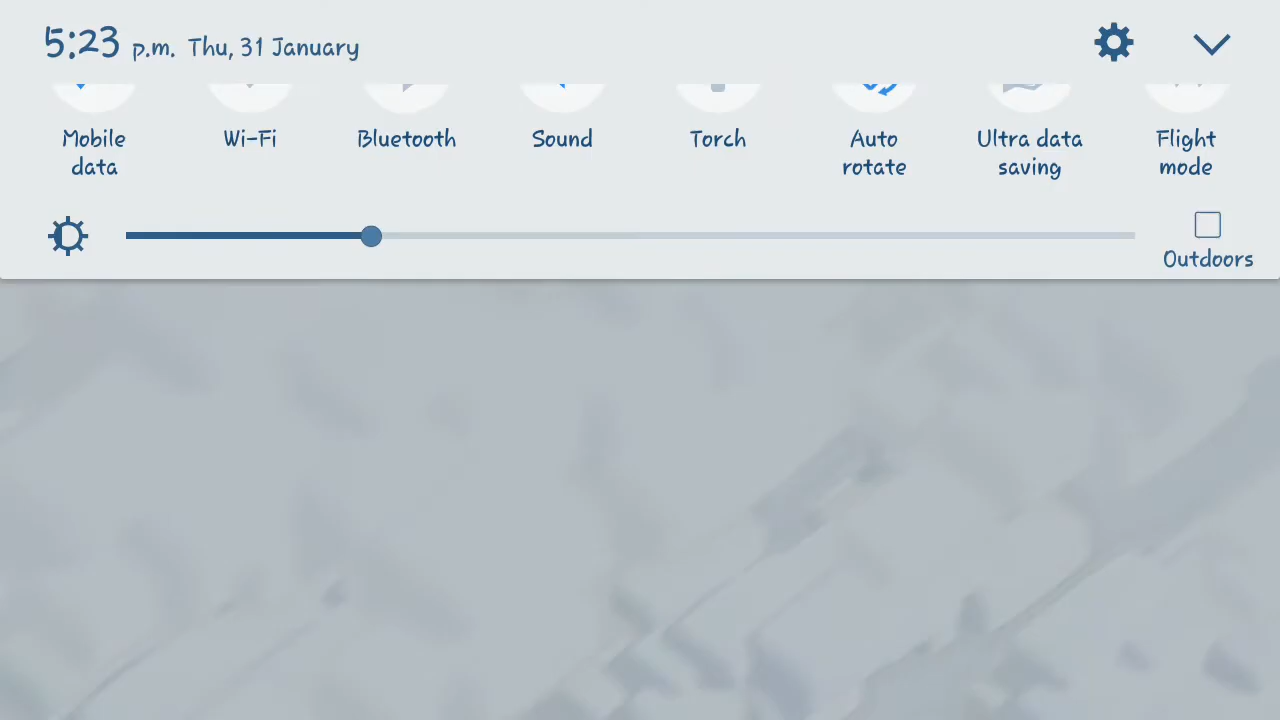 5:23 p.m. Thu, 31 January
Mobile data
Wi-Fi
Bluetooth
Sound
Torch
Auto rotate
Ultra data saving
Flight mode
Outdoors